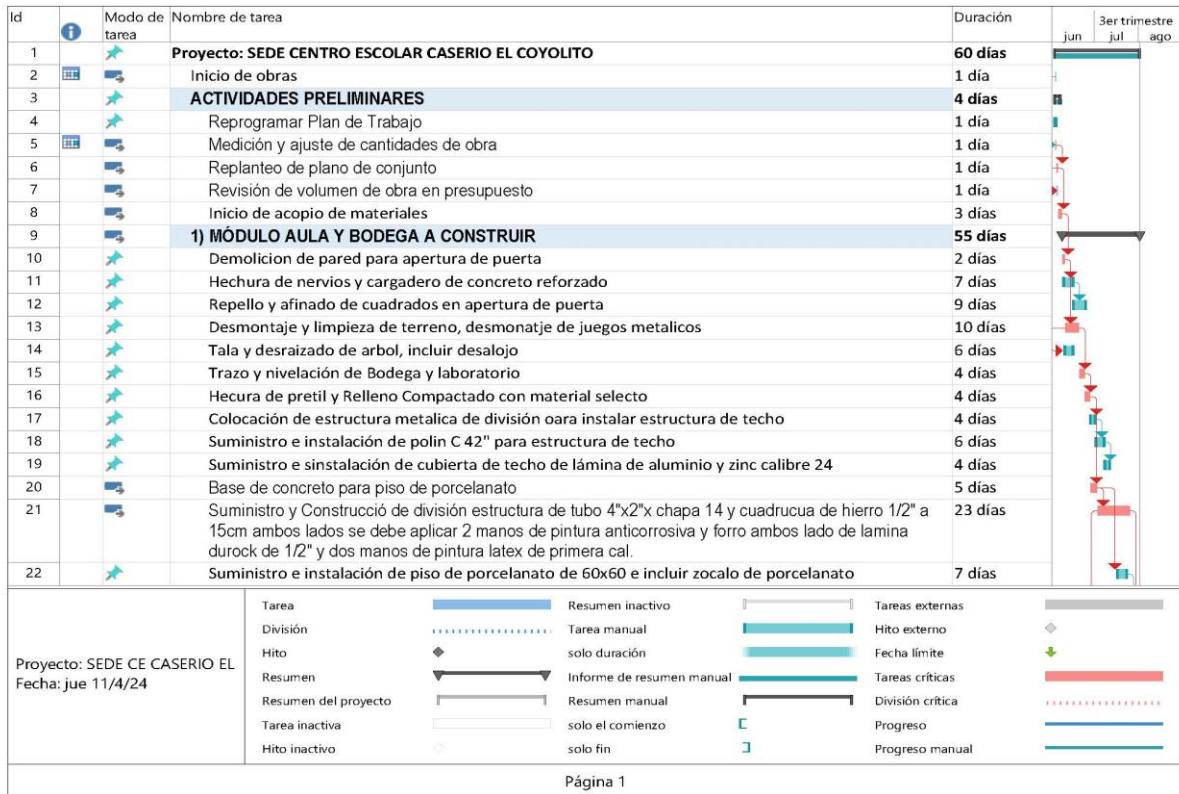 Id Modo de tarea Nombre de tarea Duración 3er trimestre jun jul ago
1 Proyecto: SEDE CENTRO ESCOLAR CASERIO EL COYOLITO 60 días
2 Inicio de obras 1 día
3 ACTIVIDADES PRELIMINARES 4 días
4 Reprogramar Plan de Trabajo 1 día
5 Medición y ajuste de cantidades de obra 1 día
6 Replanteo de plano de conjunto 1 día
7 Revisión de volumen de obra en presupuesto 1 día
8 Inicio de acopio de materiales 3 días
9 1) MÓDULO AULA Y BODEGA A CONSTRUIR 55 días
10 Demolicion de pared para apertura de puerta 2 días
11 Hechura de nervios y cargadero de concreto reforzado 7 días
12 Repello y afinado de cuadrados en apertura de puerta 9 días
13 Desmontaje y limpieza de terreno, desmonatje de juegos metalicos 10 días
14 Tala y desraizado de arbol, incluir desalojo 6 días
15 Trazo y nivelación de Bodega y laboratorio 4 días
16 Hecura de pretil y Relleno Compactado con material selecto 4 días
17 Colocación de estructura metalica de división oara instalar estructura de techo 4 días
18 Suministro e instalación de polin C 42" para estructura de techo 6 días
19 Suministro e sinstalación de cubierta de techo de lámina de aluminio y zinc calibre 24 4 días
20 Base de concreto para piso de porcelanato 5 días
21 Suministro y Construcció de división estructura de tubo 4"x2"x chapa 14 y cuadrucua de hierro 1/2" a 23 días
15cm ambos lados se debe aplicar 2 manos de pintura anticorrosiva y forro ambos lado de lamina
durock de 1/2" y dos manos de pintura latex de primera cal.
22 Suministro e instalación de piso de porcelanato de 60x60 e incluir zocalo de porcelanato 7 días
Proyecto: SEDE CE CASERIO EL
Fecha: jue 11/4/24
Tarea Resumen inactivo Tareas externas
División Tarea manual Hito externo
Hito solo duración Fecha límite
Resumen Informe de resumen manual Tareas críticas
Resumen del proyecto Resumen manual División crítica
Tarea inactiva solo el comienzo Progreso
Hito inactivo solo fin Progreso manual
Página 1